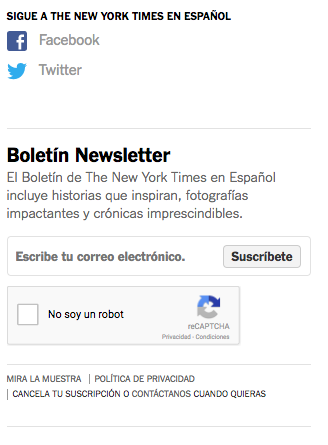 SIGUE A THE NEW YORK TIMES EN ESPAÑOL
Facebook
Twitter
Boletín Newsletter
El Boletín de The New York Times en Español
incluye historias que inspiran, fotografías
impactantes y crónicas imprescindibles.
Escribe tu correo electrónico. Suscríbete
No soy un robot
reCAPTCHA
Privacidad - Condiciones
MIRA LA MUESTRA | POLÍTICA DE PRIVACIDAD
| CANCELA TU SUSCRIPCIÓN O CONTÁCTANOS CUANDO QUIERAS